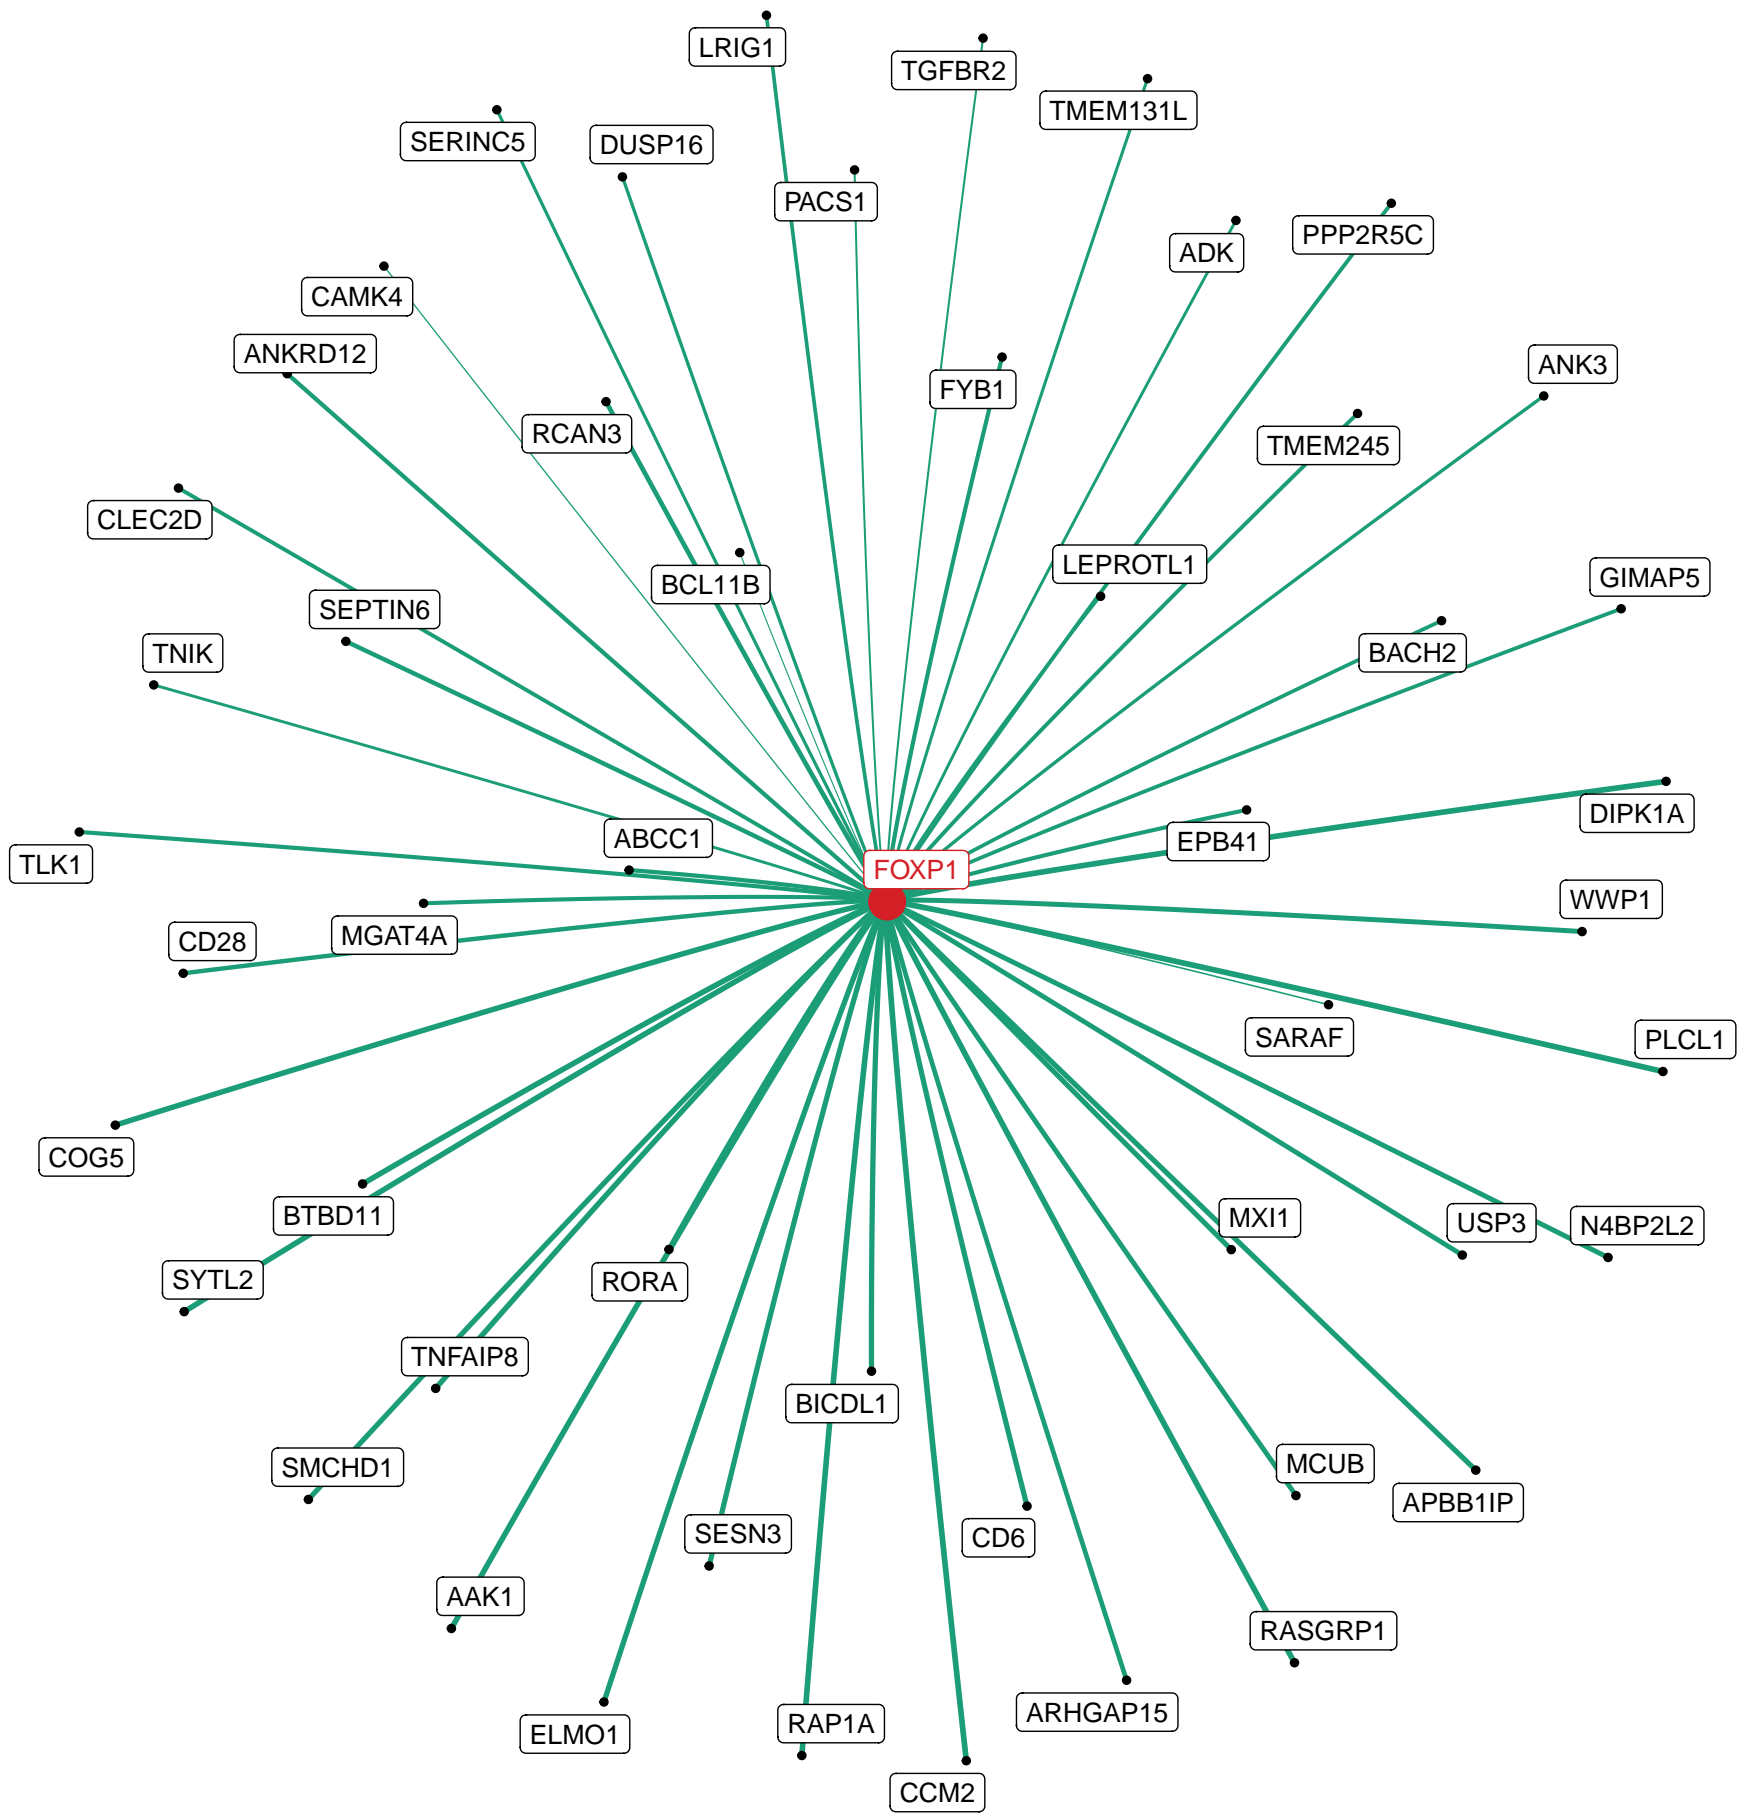 LRIG1
TGFBR2
TMEM131L
SERINC5
DUSP16
PACS1
PPP2R5C
ADK
CAMK4
ANKRD12
ANK3
FYB1
RCAN3
TMEM245
CLEC2D
LEPROTL1
GIMAP5
BCL11B
SEPTIN6
TNIK
BACH2
DIPK1A
ABCC1
EPB41
TLK1
FOXP1
WWP1
MGAT4A
CD28
SARAF
PLCL1
COG5
BTBD11
MXI1
USP3
N4BP2L2
SYTL2
RORA
TNFAIP8
BICDL1
SMCHD1
MCUB
APBB1IP
SESN3
CD6
AAK1
RASGRP1
ARHGAP15
RAP1A
ELMO1
CCM2